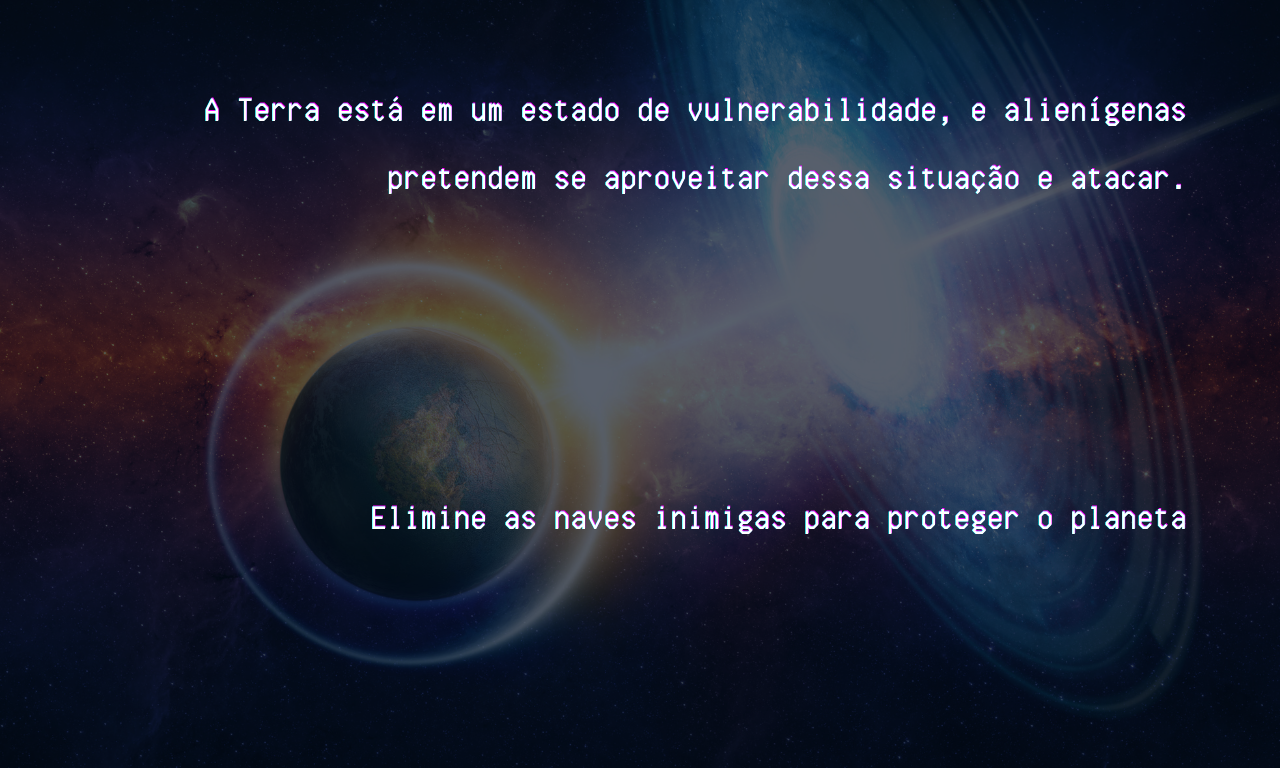 A Terra está em um estado de vulnerabilidade, e alienígenas
pretendem se aproveitar dessa situação e atacar.
Elimine as naves inimigas para proteger o planeta